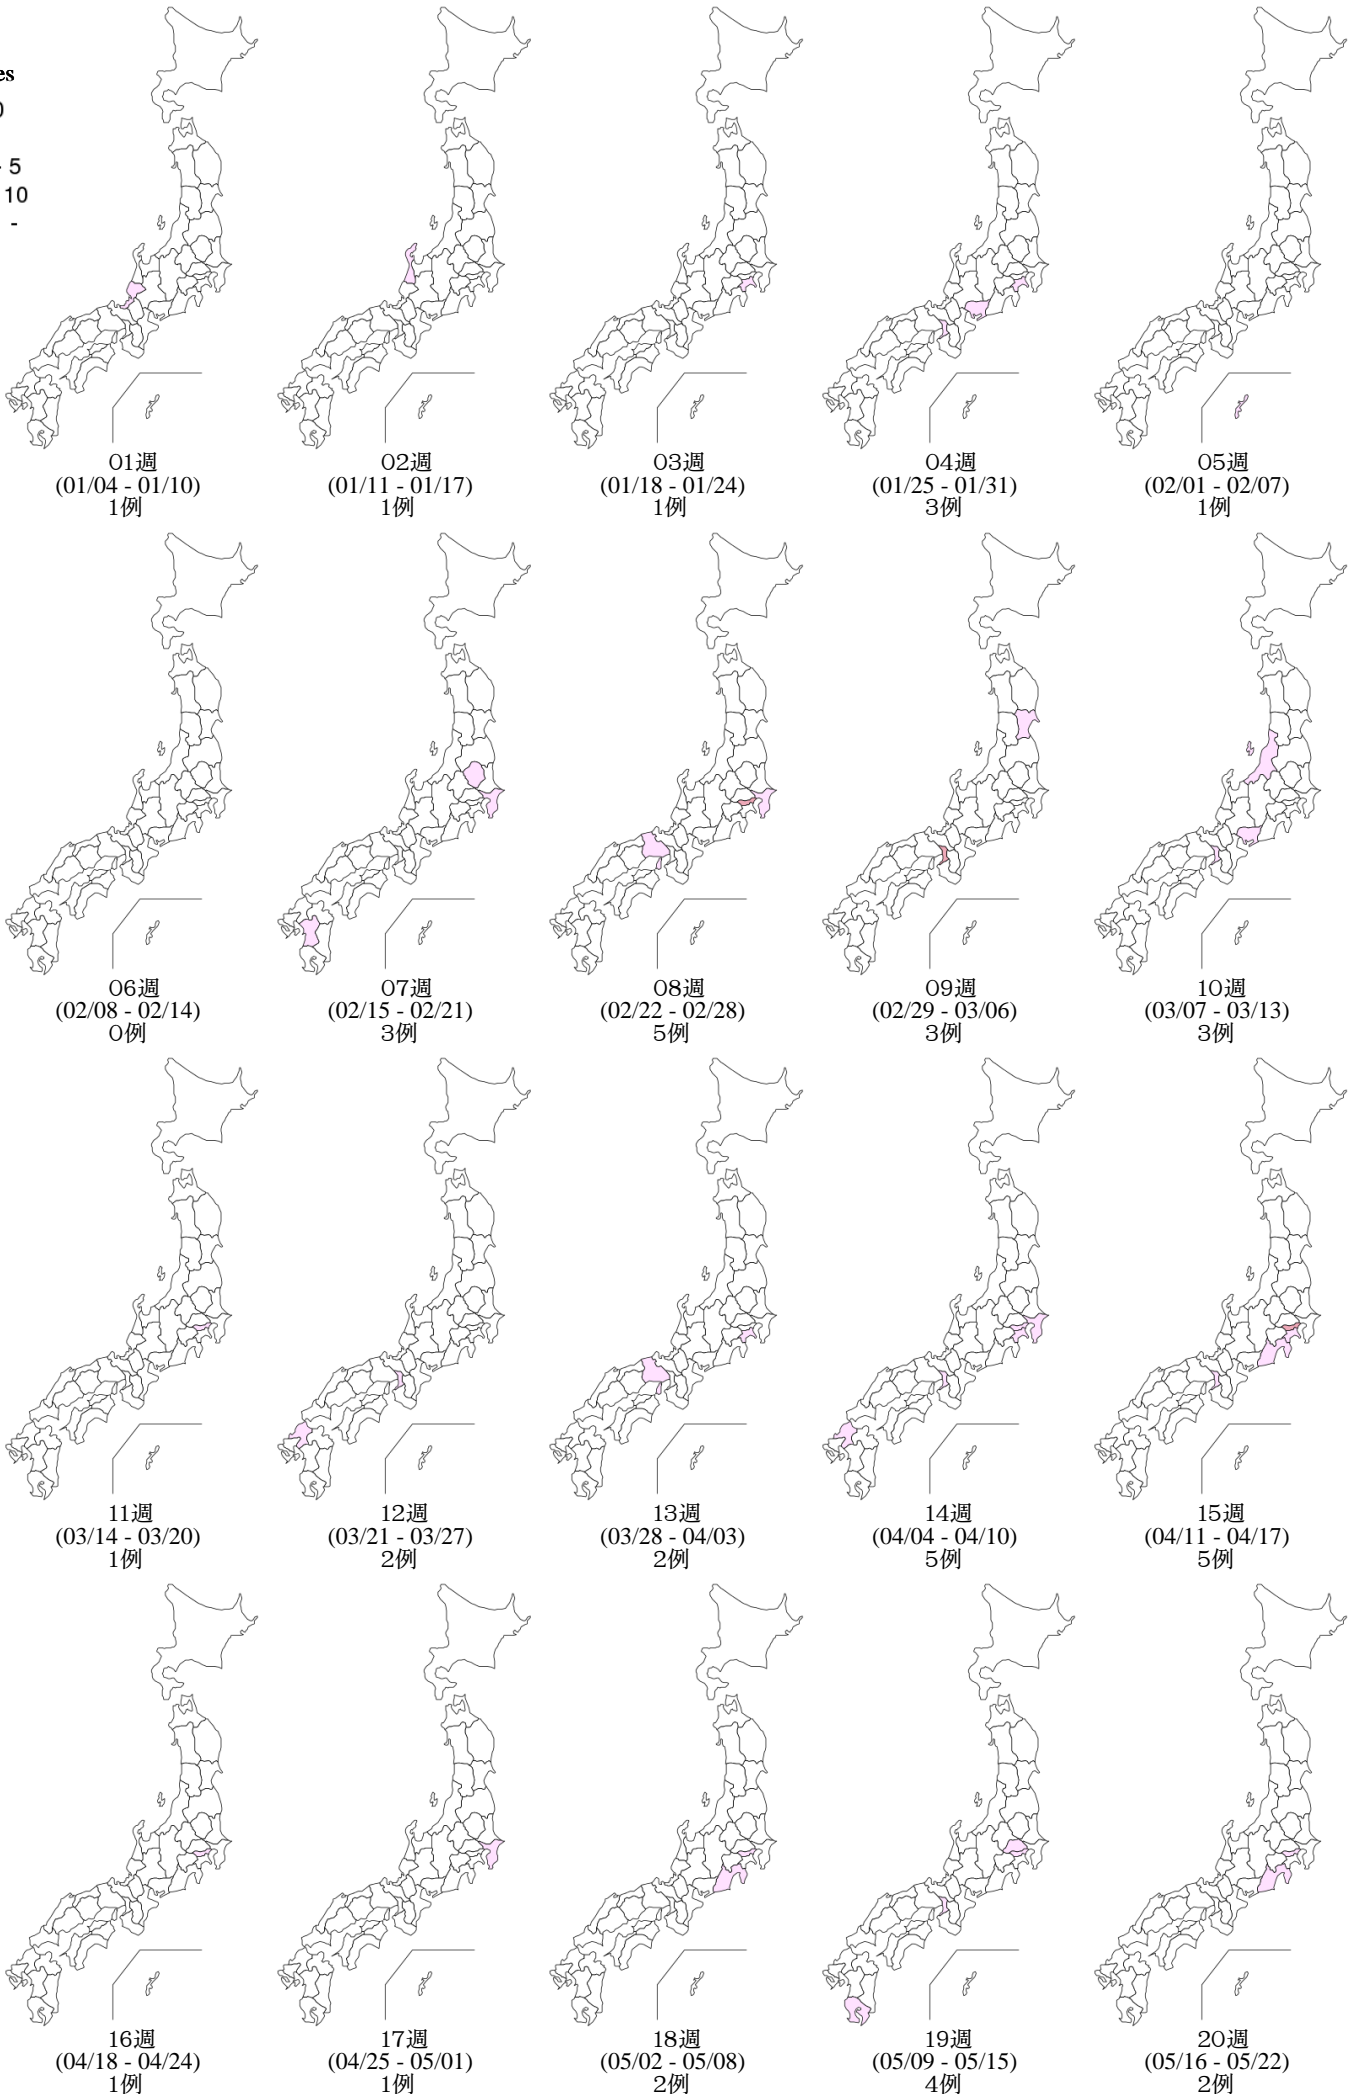 es
0
- 5
10
-
01週
(01/04 - 01/10)
1例
02週
(01/11 - 01/17)
1例
03週
(01/18 - 01/24)
1例
04週
(01/25 - 01/31)
3例
05週
(02/01 - 02/07)
1例
06週
(02/08 - 02/14)
0例
07週
(02/15 - 02/21)
3例
08週
(02/22 - 02/28)
5例
09週
(02/29 - 03/06)
3例
10週
(03/07 - 03/13)
3例
11週
(03/14 - 03/20)
1例
12週
(03/21 - 03/27)
2例
13週
(03/28 - 04/03)
2例
14週
(04/04 - 04/10)
5例
15週
(04/11 - 04/17)
5例
16週
(04/18 - 04/24)
1例
17週
(04/25 - 05/01)
1例
18週
(05/02 - 05/08)
2例
19週
(05/09 - 05/15)
4例
20週
(05/16 - 05/22)
2例